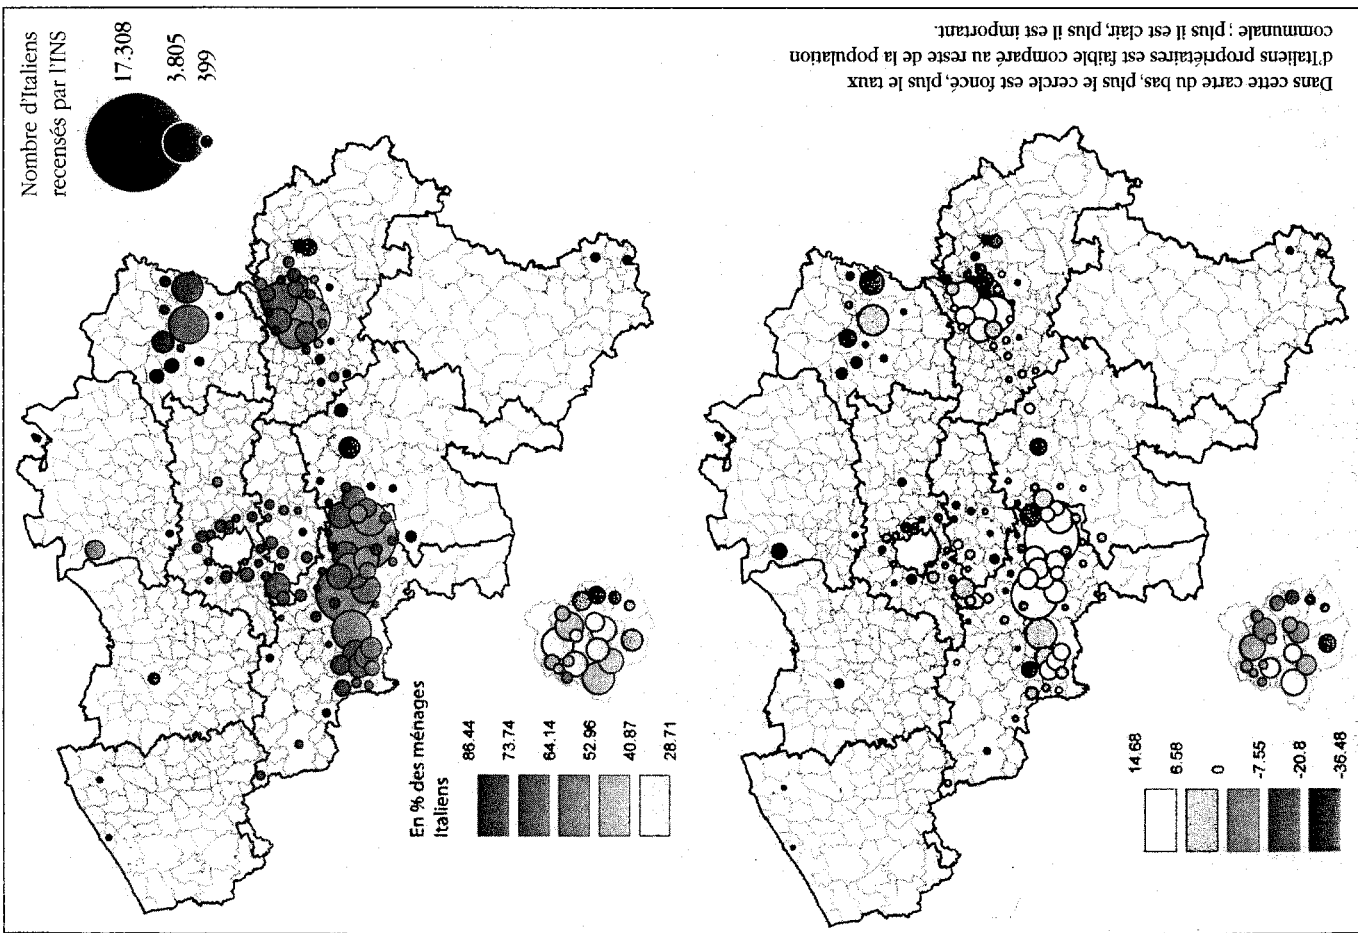 Nombre d'Italiens
recensés par l'INS
17.308
3.805
399
En % des ménages
Italiens
86.44
73.74
64.14
52.96
40.87
28.71
Dans cette carte du bas, plus le cercle est foncé, plus le taux
d'Italiens propriétaires est faible comparé au reste de la population
communale ; plus il est clair, plus il est important.
14.68
6.58
0
-7.55
-20.8
-36.48